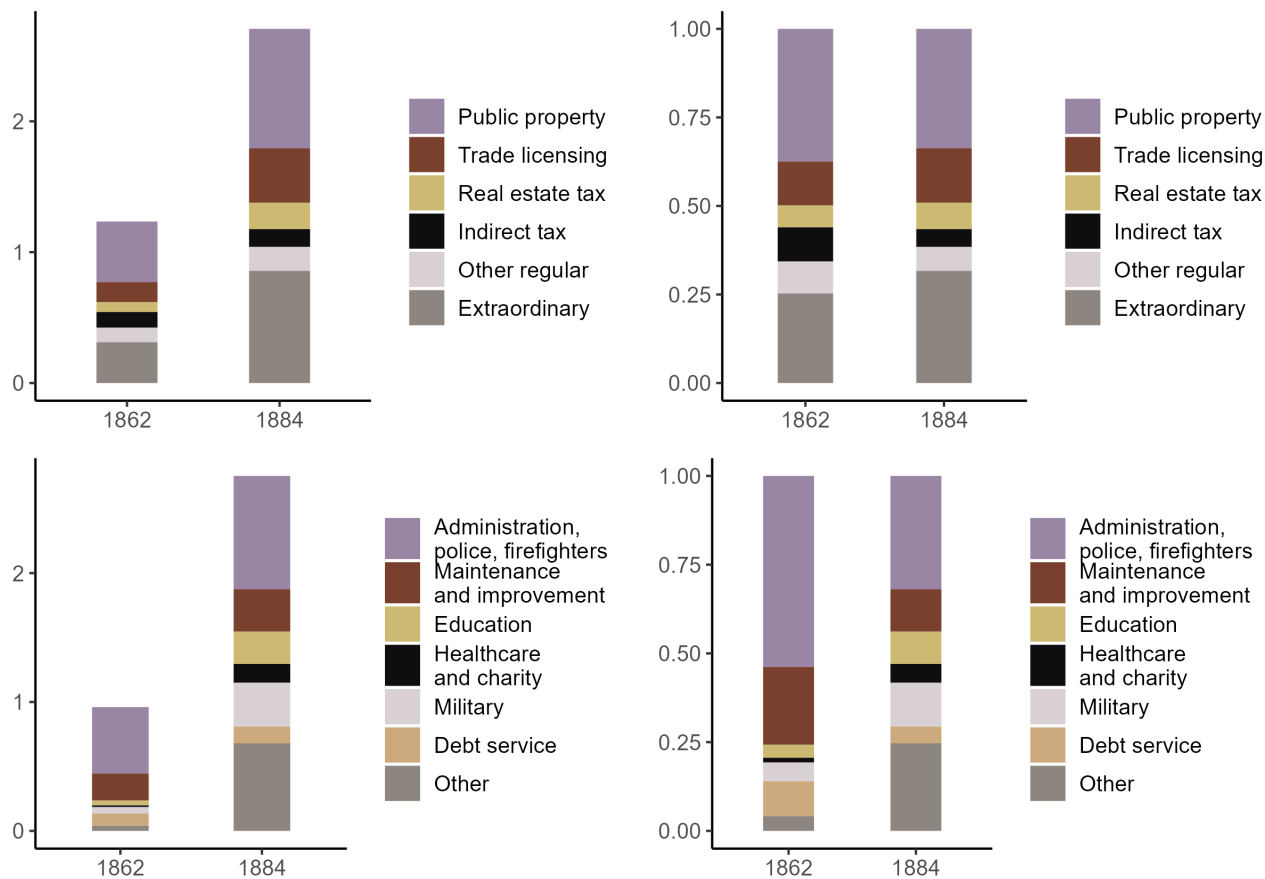 2
1
0
1862
1884
Public property
Trade licensing
Real estate tax
Indirect tax
Other regular
Extraordinary
1.00
0.75
0.50
0.25
0.00
1862
1884
Public property
Trade licensing
Real estate tax
Indirect tax
Other regular
Extraordinary
2
1
0
1862
1884
Administration,
police, firefighters
Maintenance
and improvement
Education
Healthcare
and charity
Military
Debt service
Other
1.00
0.75
0.50
0.25
0.00
1862
1884
Administration,
police, firefighters
Maintenance
and improvement
Education
Healthcare
and charity
Military
Debt service
Other